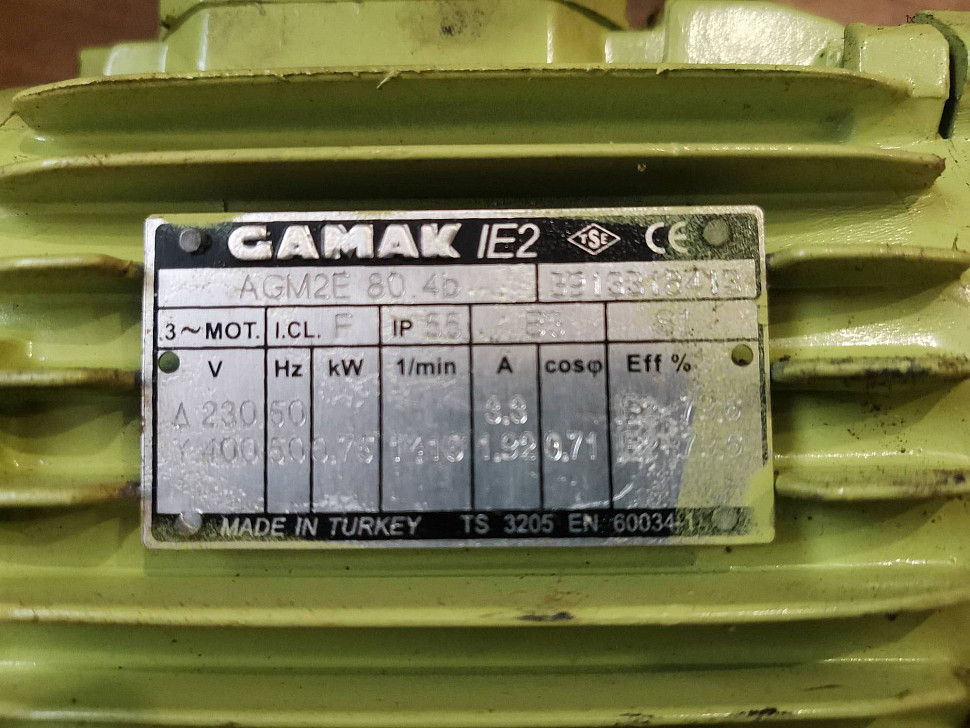 GAMAK IE2 TSE CE
AGM2E 80 4b
3~MOT. I.CL. F IP 55 B3 S1
V Hz kW 1/min A cosφ Eff %
Δ 230 50 3.3
Y 400 50 0.75 1415 1.92 0.71
MADE IN TURKEY TS 3205 EN 60034-1